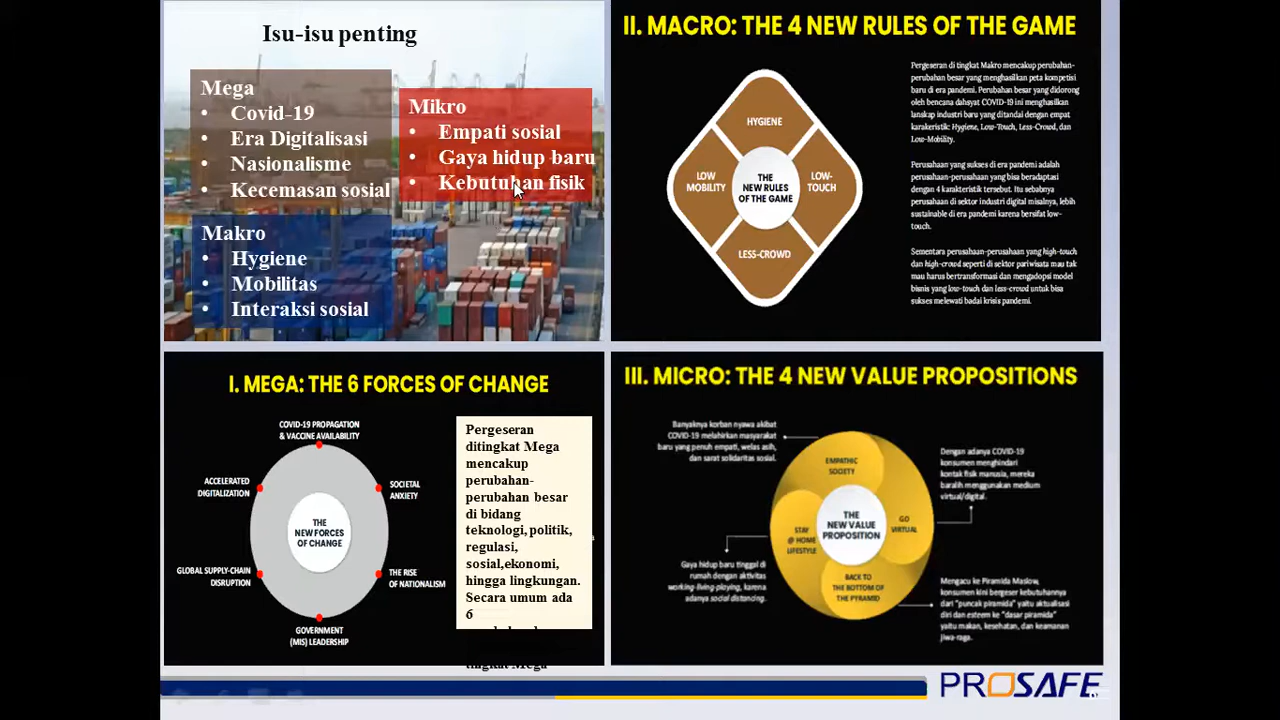 Isu-isu penting
Mega
• Covid-19
• Era Digitalisasi
• Nasionalisme
• Kecemasan sosial
Mikro
• Empati sosial
• Gaya hidup baru
• Kebutuhan fisik
Makro
• Hygiene
• Mobilitas
• Interaksi sosial
II. MACRO: THE 4 NEW RULES OF THE GAME
HYGIENE
LOW
MOBILITY
THE
NEW RULES
OF THE GAME
LOW-
TOUCH
LESS-CROWD
Pergeseran di tingkat Makro mencakup perubahan-
perubahan besar yang menghasilkan peta kompetisi
baru di era pandemi. Perubahan besar yang didorong
oleh bencana dahsyat COVID-19 ini menghasilkan
lanskap industri baru yang ditandai dengan empat
karakeristik: Hygiene, Low-Touch, Less-Crowd, dan
Low-Mobility.
Perusahaan yang sukses di era pandemi adalah
perusahaan-perusahaan yang bisa beradaptasi
dengan 4 karakteristik tersebut. Itu sebabnya
perusahaan di sektor industri digital misalnya, lebih
sustainable di era pandemi karena bersifat low-
touch.
Sementara perusahaan-perusahaan yang high-touch
dan high-crowd seperti di sektor pariwisata mau tak
mau harus bertransformasi dan mengadopsi model
bisnis yang low-touch dan less-crowd untuk bisa
sukses melewati badai krisis pandemi.
I. MEGA: THE 6 FORCES OF CHANGE
COVID-19 PROPAGATION
& VACCINE AVAILABILITY
ACCELERATED
DIGITALIZATION
SOCIETAL
ANXIETY
THE
NEW FORCES
OF CHANGE
GLOBAL SUPPLY-CHAIN
DISRUPTION
THE RISE
OF NATIONALISM
GOVERNMENT
(MIS) LEADERSHIP
Pergeseran
ditingkat Mega
mencakup
perubahan-
perubahan besar
di bidang
teknologi, politik,
regulasi,
sosial,ekonomi,
hingga lingkungan.
Secara umum ada
6
tingkat Mega
III. MICRO: THE 4 NEW VALUE PROPOSITIONS
Banyaknya korban nyawa akibat
COVID-19 melahirkan masyarakat
baru yang penuh empati, welas asih,
dan sarat solidaritas sosial.
EMPATHIC
SOCIETY
Dengan adanya COVID-19
konsumen menghindari
kontak fisik manusia, mereka
beralih menggunakan medium
virtual/digital.
STAY
@ HOME
LIFESTYLE
THE
NEW VALUE
PROPOSITION
GO
VIRTUAL
BACK TO
THE BOTTOM OF
THE PYRAMID
Gaya hidup baru tinggal di
rumah dengan aktivitas
working-living-playing, karena
adanya social distancing.
Mengacu ke Piramida Maslow,
konsumen kini bergeser kebutuhannya
dari "puncak piramida" yaitu aktualisasi
diri dan esteem ke "dasar piramida"
yaitu makan, kesehatan, dan keamanan
jiwa-raga.
PROSAFE